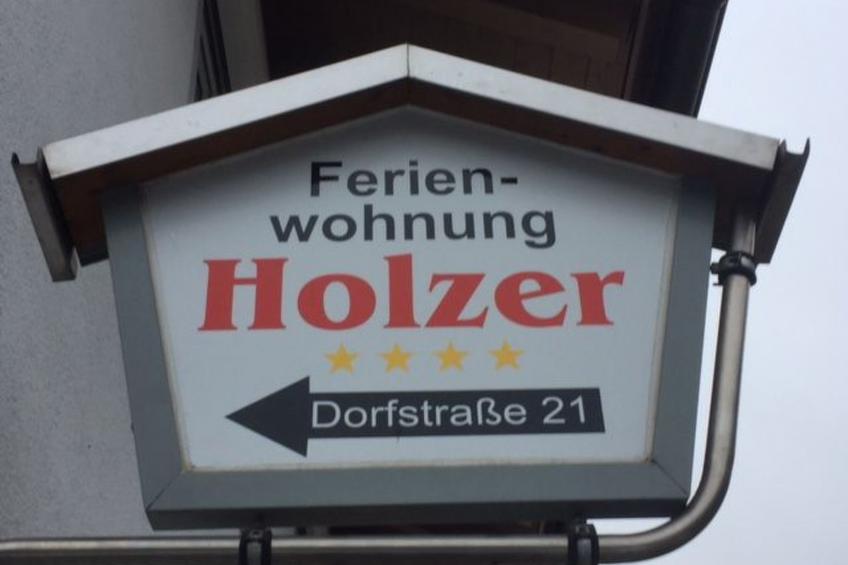 Ferien-
wohnung
Holzer
Dorfstraße 21